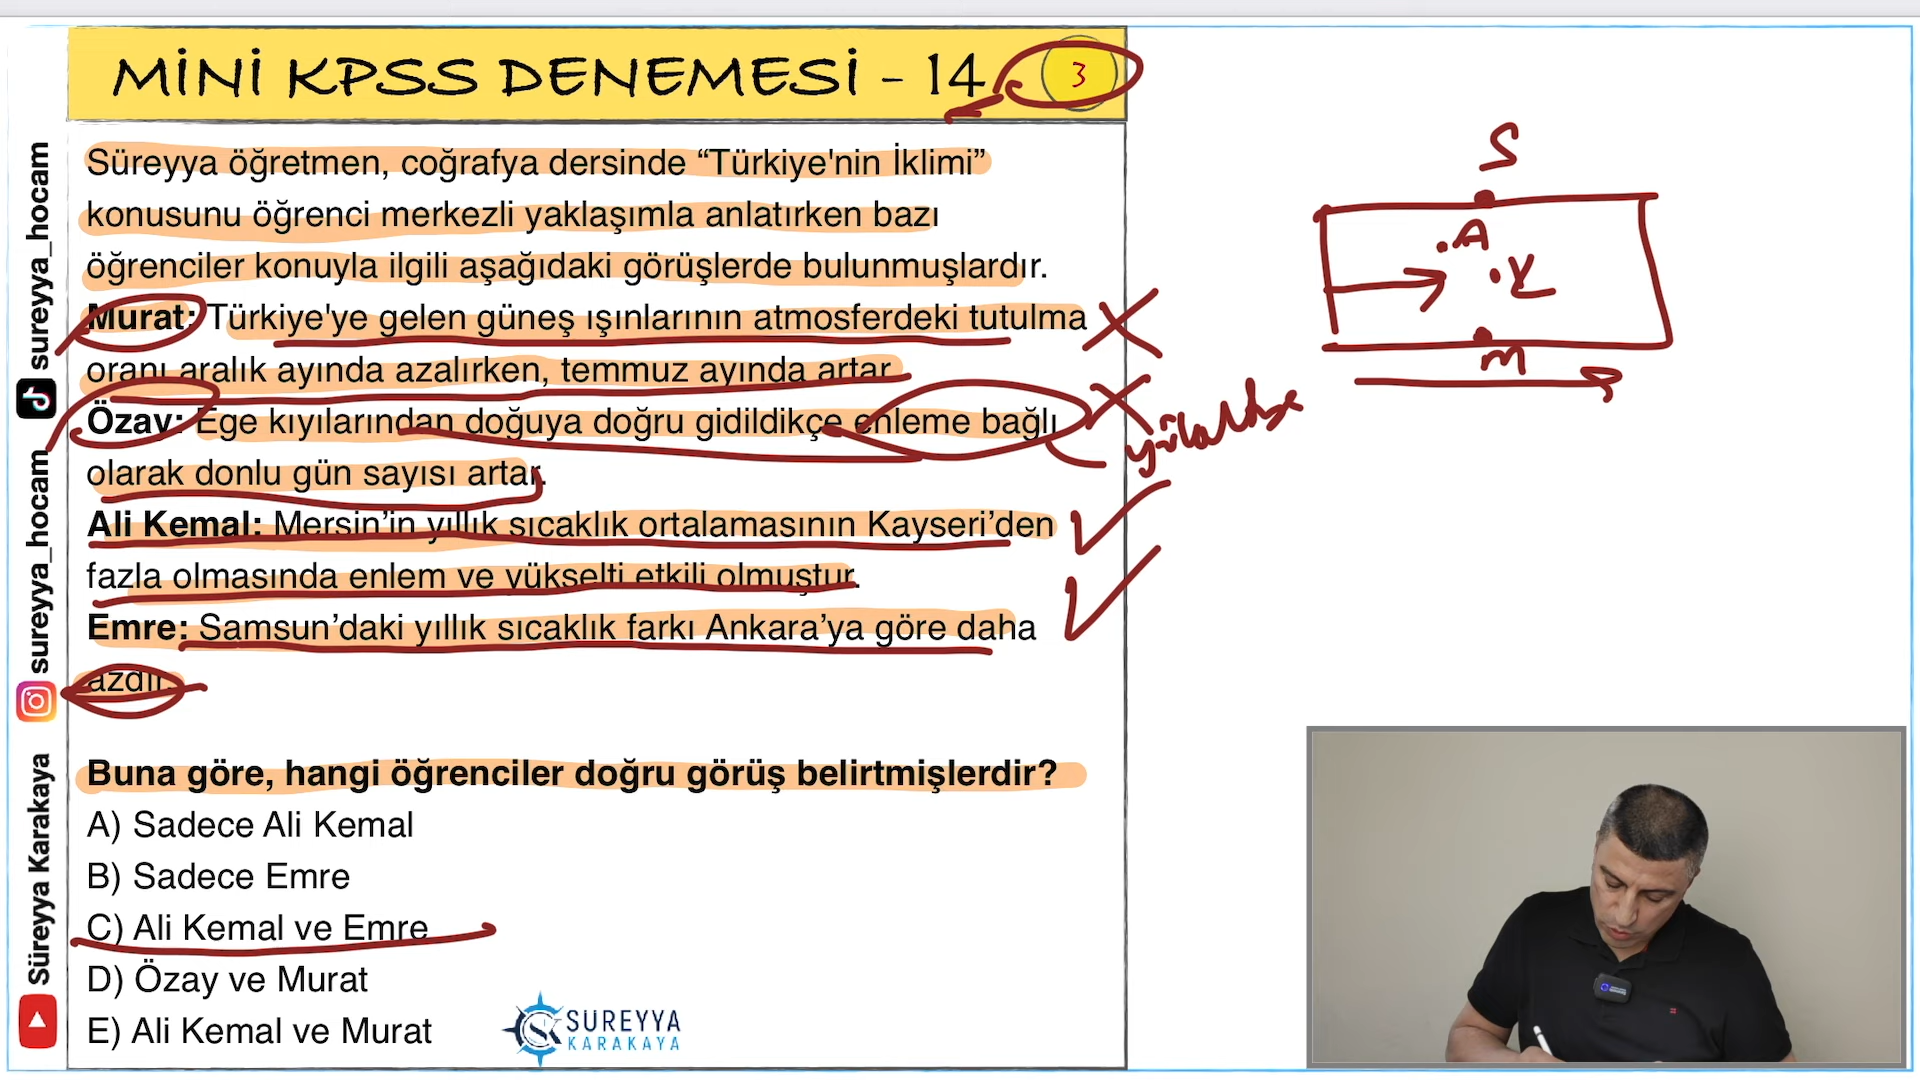 MİNİ KPSS DENEMESİ - 14
3
Süreyya öğretmen, coğrafya dersinde “Türkiye'nin İklimi”
konusunu öğrenci merkezli yaklaşımla anlatırken bazı
öğrenciler konuyla ilgili aşağıdaki görüşlerde bulunmuşlardır.
Murat: Türkiye'ye gelen güneş ışınlarının atmosferdeki tutulma
oranı aralık ayında azalırken, temmuz ayında artar.
Özay: Ege kıyılarından doğuya doğru gidildikçe enleme bağlı
olarak donlu gün sayısı artar.
Ali Kemal: Mersin’in yıllık sıcaklık ortalamasının Kayseri’den
fazla olmasında enlem ve yükselti etkili olmuştur.
Emre: Samsun’daki yıllık sıcaklık farkı Ankara’ya göre daha
azdır.
Buna göre, hangi öğrenciler doğru görüş belirtmişlerdir?
A) Sadece Ali Kemal
B) Sadece Emre
C) Ali Kemal ve Emre
D) Özay ve Murat
E) Ali Kemal ve Murat
SUREYYA
KARAKAYA
sureyya_hocam
sureyya_hocam
Süreyya Karakaya
S
A
K
M